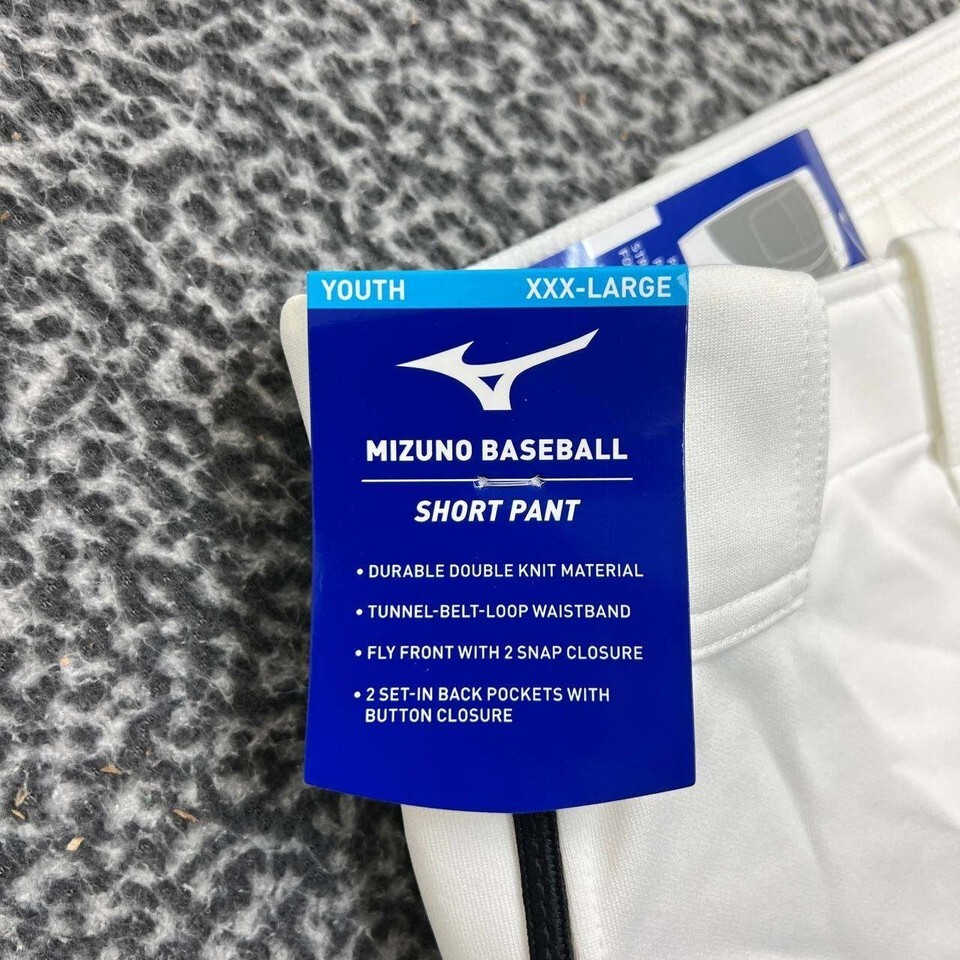 YOUTH XXX-LARGE
MIZUNO BASEBALL
SHORT PANT
• DURABLE DOUBLE KNIT MATERIAL
• TUNNEL-BELT-LOOP WAISTBAND
• FLY FRONT WITH 2 SNAP CLOSURE
• 2 SET-IN BACK POCKETS WITH
BUTTON CLOSURE